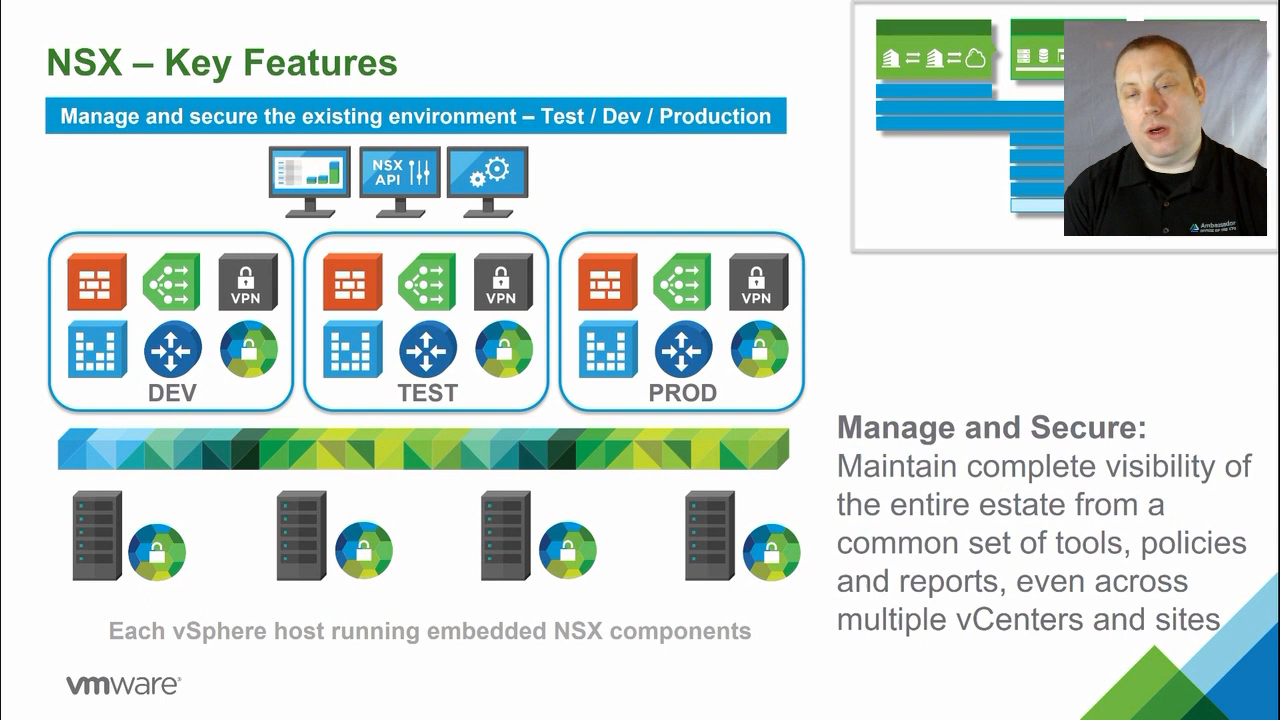 NSX – Key Features
Manage and secure the existing environment – Test / Dev / Production
NSX
API
VPN
VPN
VPN
DEV
TEST
PROD
Ambassador
Manage and Secure:
Maintain complete visibility of
the entire estate from a
common set of tools, policies
and reports, even across
multiple vCenters and sites
Each vSphere host running embedded NSX components
vmware®